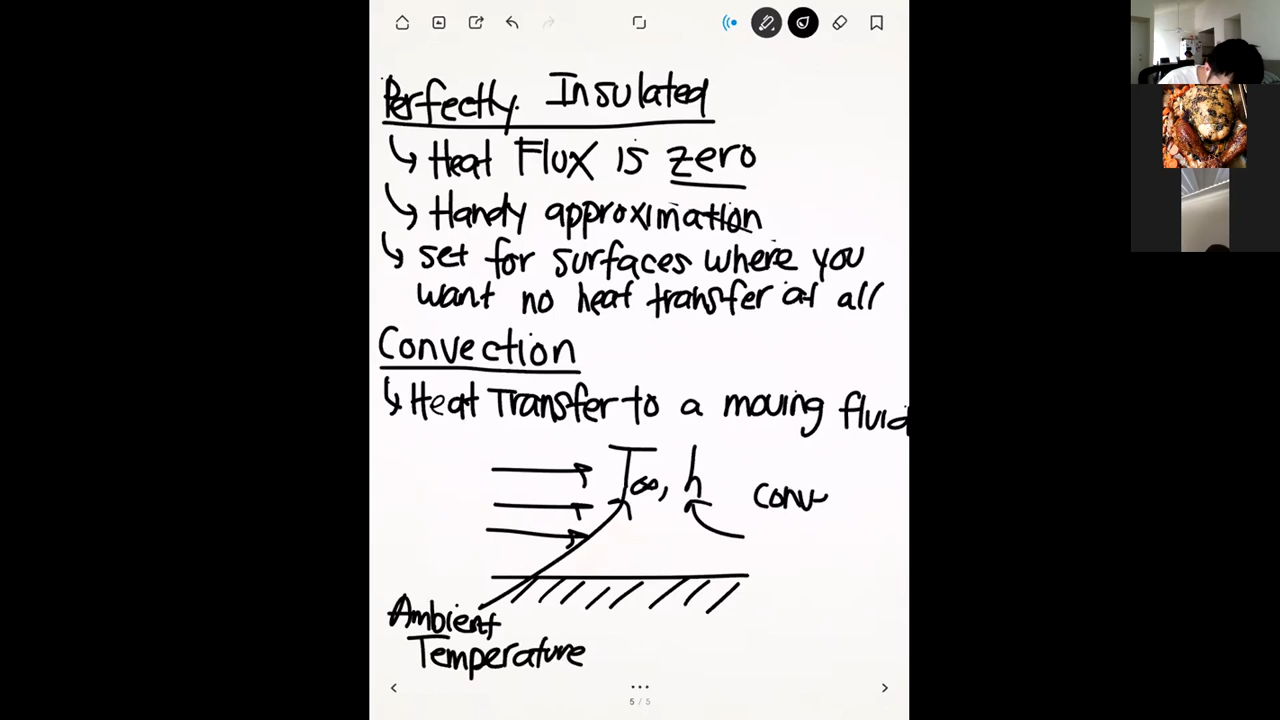 Perfectly Insulated
↳ Heat Flux is zero
↳ Handy approximation
↳ set for surfaces where you
want no heat transfer at all
Convection
↳ Heat Transfer to a moving fluid
T∞, h
conv
Ambient
Temperature
5 / 5